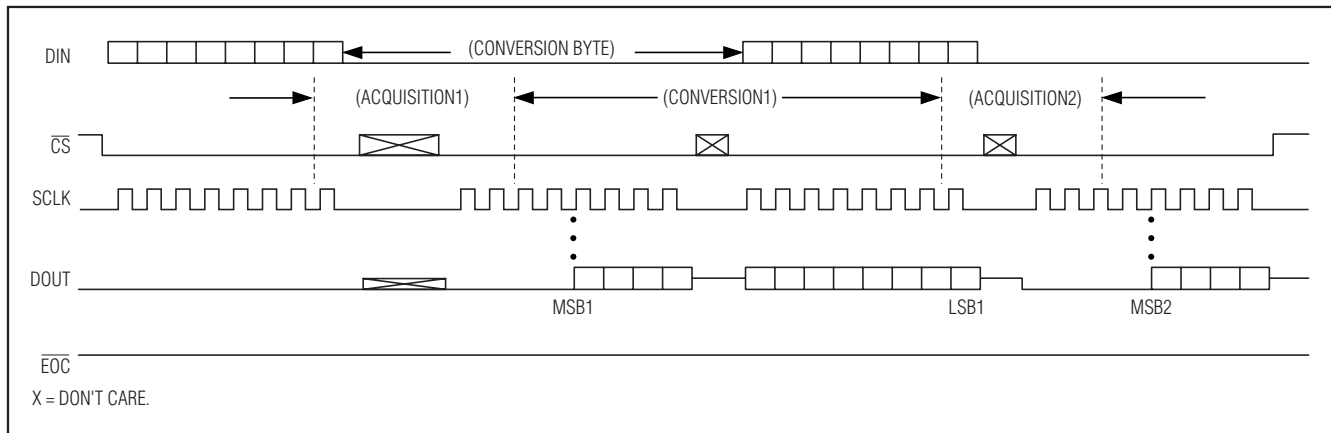 DIN
(CONVERSION BYTE)
(ACQUISITION1)
(CONVERSION1)
(ACQUISITION2)
CS
SCLK
DOUT
MSB1
LSB1
MSB2
EOC
X = DON'T CARE.